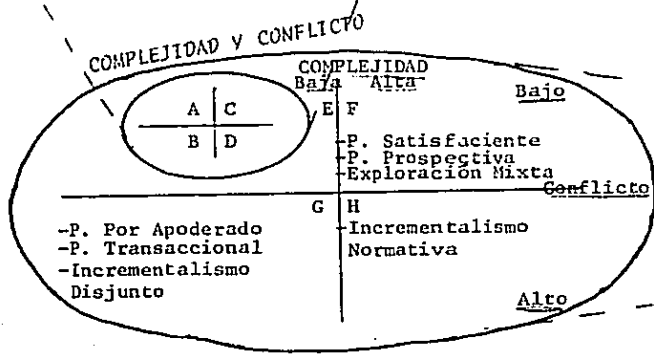 COMPLEJIDAD Y CONFLICTO
COMPLEJIDAD
Baja Alta
Bajo
A C
B D
E F
-P. Satisfaciente
-P. Prospectiva
-Exploración Mixta
Conflicto
G H
-P. Por Apoderado
-P. Transaccional
-Incrementalismo
Disjunto
-Incrementalismo
Normativa
Alto